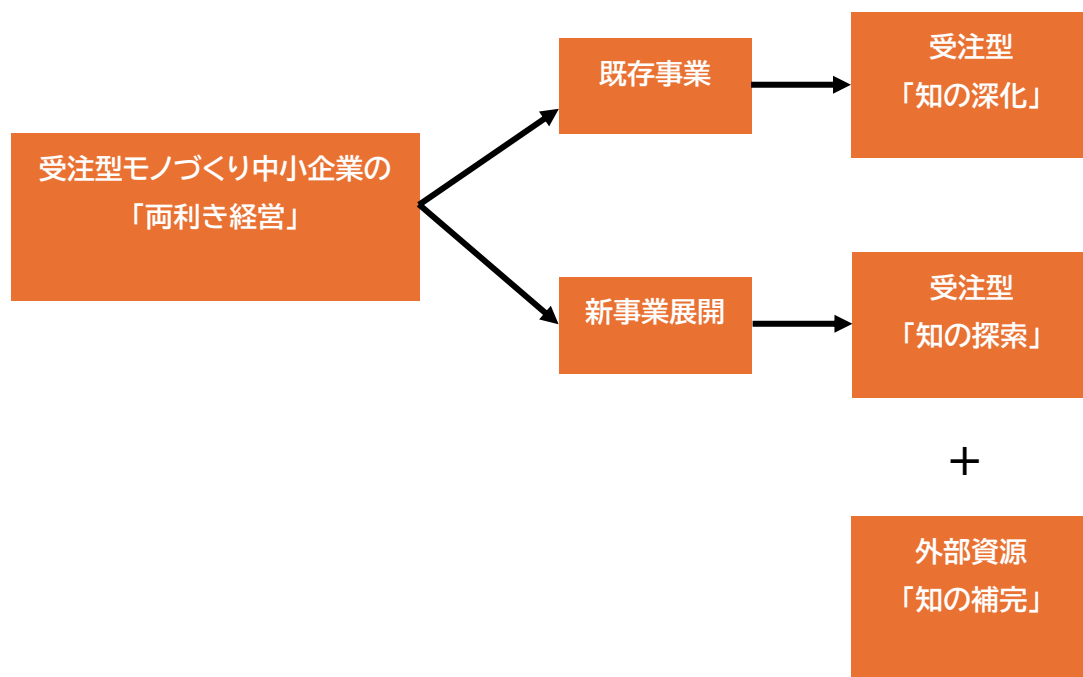 受注型モノづくり中小企業の
「両利き経営」
既存事業
受注型
「知の深化」
新事業展開
受注型
「知の探索」
+
外部資源
「知の補完」